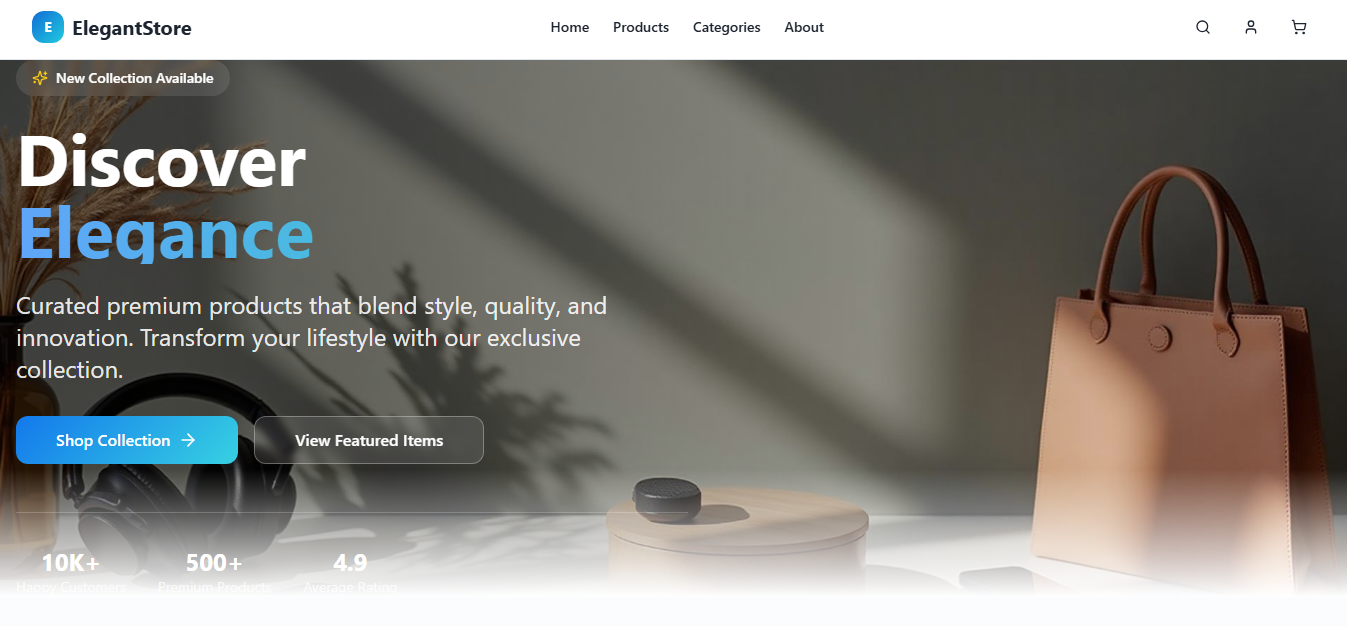 E ElegantStore
Home Products Categories About
New Collection Available
Discover
Elegance
Curated premium products that blend style, quality, and
innovation. Transform your lifestyle with our exclusive
collection.
Shop Collection → View Featured Items
10K+ 500+ 4.9
Happy Customers Premium Products Average Rating